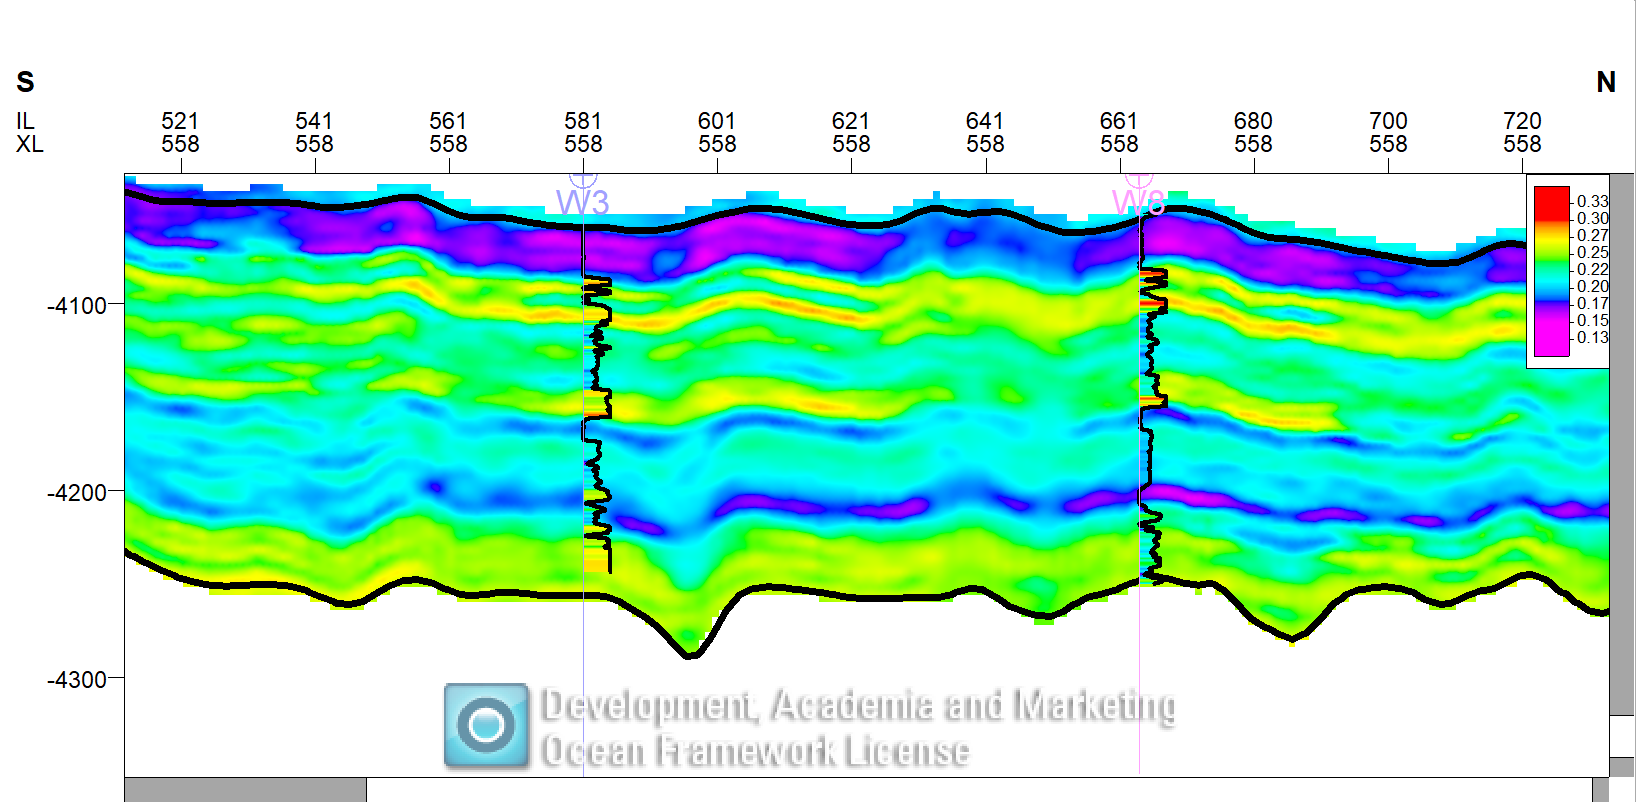 S N
IL 521 541 561 581 601 621 641 661 680 700 720
XL 558 558 558 558 558 558 558 558 558 558 558
W3 W8
0.33
0.30
0.27
0.25
0.22
0.20
0.17
0.15
0.13
-4100
-4200
-4300
Development, Academia and Marketing
Ocean Framework License